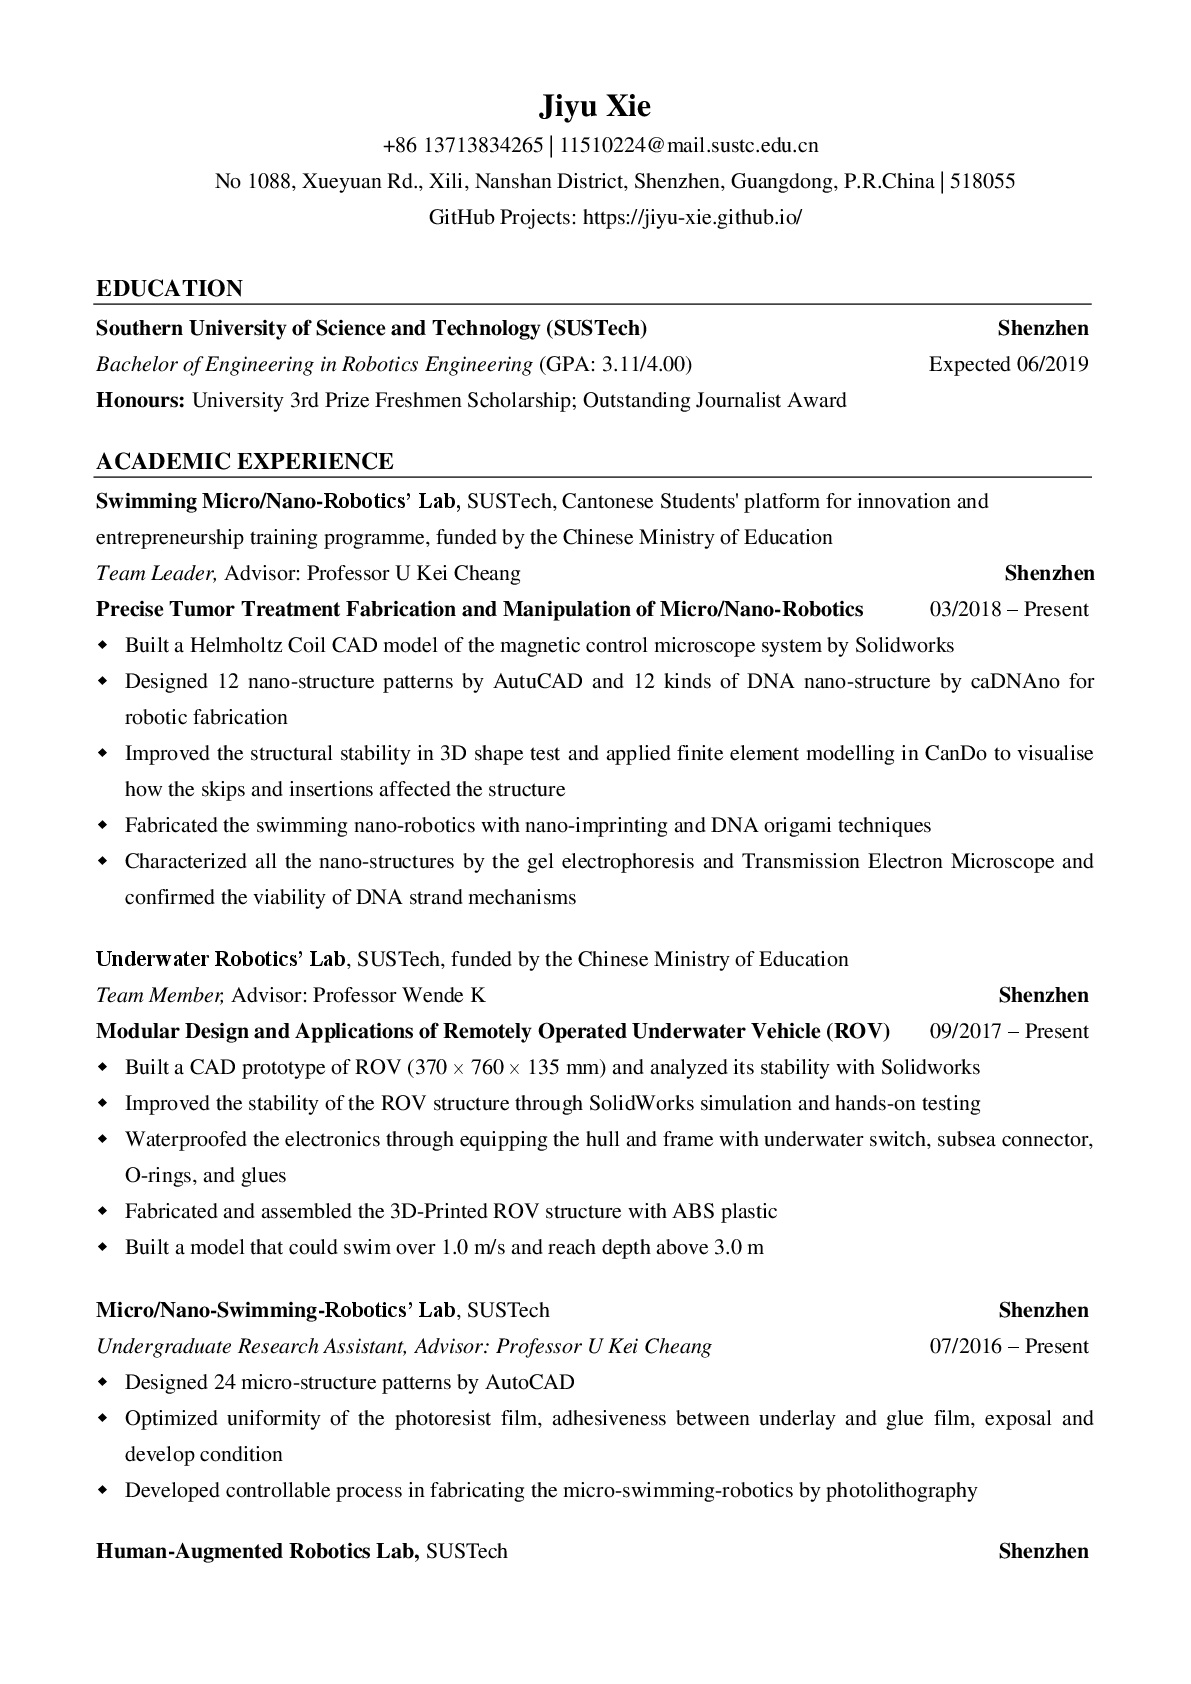 Jiyu Xie
+86 13713834265 | 11510224@mail.sustc.edu.cn
No 1088, Xueyuan Rd., Xili, Nanshan District, Shenzhen, Guangdong, P.R.China | 518055
GitHub Projects: https://jiyu-xie.github.io/
EDUCATION
Southern University of Science and Technology (SUSTech) Shenzhen
Bachelor of Engineering in Robotics Engineering (GPA: 3.11/4.00) Expected 06/2019
Honours: University 3rd Prize Freshmen Scholarship; Outstanding Journalist Award
ACADEMIC EXPERIENCE
Swimming Micro/Nano-Robotics’ Lab, SUSTech, Cantonese Students' platform for innovation and
entrepreneurship training programme, funded by the Chinese Ministry of Education
Team Leader, Advisor: Professor U Kei Cheang Shenzhen
Precise Tumor Treatment Fabrication and Manipulation of Micro/Nano-Robotics 03/2018 – Present
◆ Built a Helmholtz Coil CAD model of the magnetic control microscope system by Solidworks
◆ Designed 12 nano-structure patterns by AutuCAD and 12 kinds of DNA nano-structure by caDNAno for
robotic fabrication
◆ Improved the structural stability in 3D shape test and applied finite element modelling in CanDo to visualise
how the skips and insertions affected the structure
◆ Fabricated the swimming nano-robotics with nano-imprinting and DNA origami techniques
◆ Characterized all the nano-structures by the gel electrophoresis and Transmission Electron Microscope and
confirmed the viability of DNA strand mechanisms
Underwater Robotics’ Lab, SUSTech, funded by the Chinese Ministry of Education
Team Member, Advisor: Professor Wende K Shenzhen
Modular Design and Applications of Remotely Operated Underwater Vehicle (ROV) 09/2017 – Present
◆ Built a CAD prototype of ROV (370 × 760 × 135 mm) and analyzed its stability with Solidworks
◆ Improved the stability of the ROV structure through SolidWorks simulation and hands-on testing
◆ Waterproofed the electronics through equipping the hull and frame with underwater switch, subsea connector,
O-rings, and glues
◆ Fabricated and assembled the 3D-Printed ROV structure with ABS plastic
◆ Built a model that could swim over 1.0 m/s and reach depth above 3.0 m
Micro/Nano-Swimming-Robotics’ Lab, SUSTech Shenzhen
Undergraduate Research Assistant, Advisor: Professor U Kei Cheang 07/2016 – Present
◆ Designed 24 micro-structure patterns by AutoCAD
◆ Optimized uniformity of the photoresist film, adhesiveness between underlay and glue film, exposal and
develop condition
◆ Developed controllable process in fabricating the micro-swimming-robotics by photolithography
Human-Augmented Robotics Lab, SUSTech Shenzhen